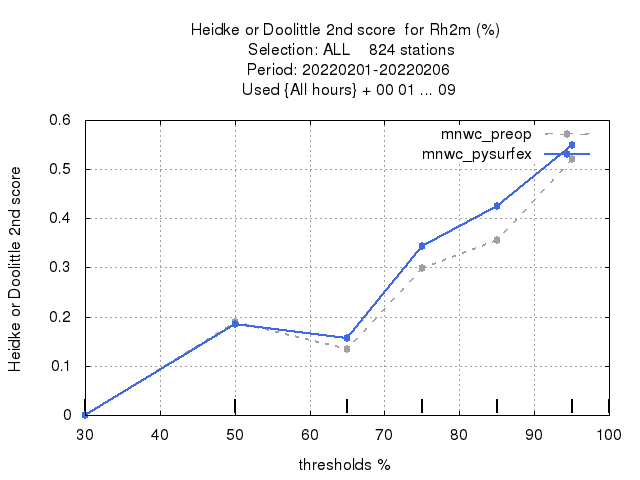 Heidke or Doolittle 2nd score  for Rh2m (%)
Selection: ALL    824 stations
Period: 20220201-20220206
Used {All hours} + 00 01 ... 09
mnwc_preop
mnwc_pysurfex
Heidke or Doolittle 2nd score
0.6
0.5
0.4
0.3
0.2
0.1
0
30 40 50 60 70 80 90 100
thresholds %